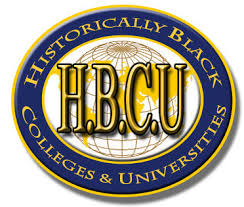 HISTORICALLY BLACK
H.B.C.U
COLLEGES & UNIVERSITIES